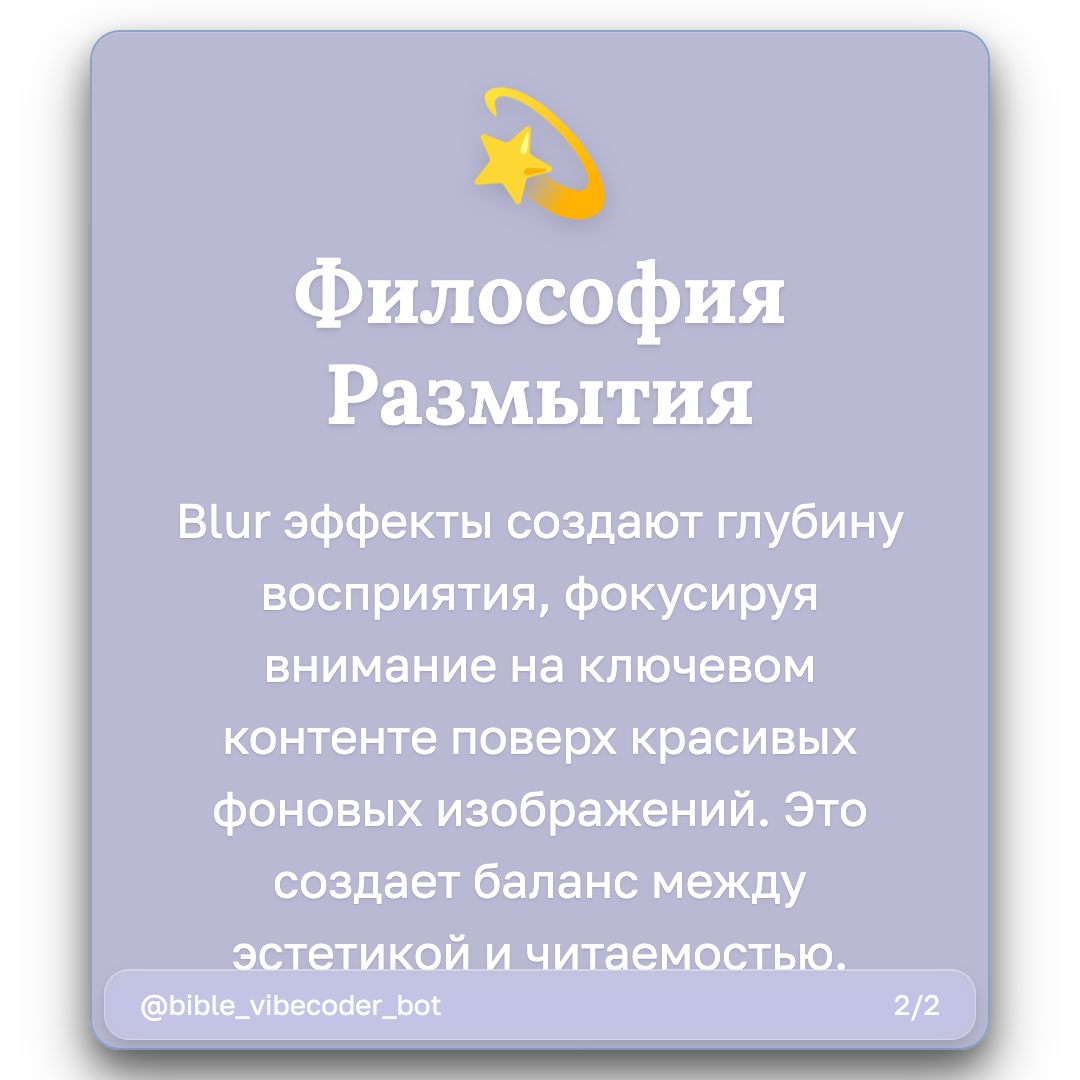 Философия
Размытия
Blur эффекты создают глубину
восприятия, фокусируя
внимание на ключевом
контенте поверх красивых
фоновых изображений. Это
создает баланс между
эстетикой и читаемостью.
@bible_vibecoder_bot
2/2